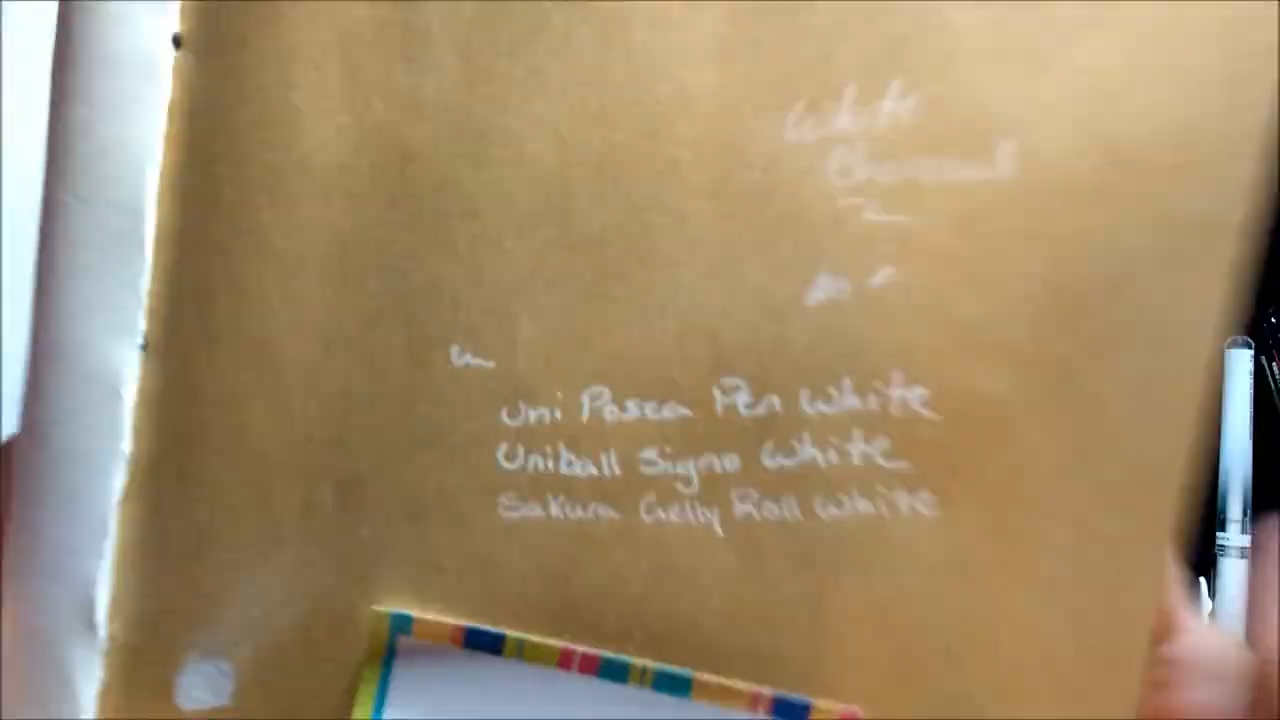 White
Charcoal
Uni Posca Pen White
Uniball Signo White
Sakura Gelly Roll White